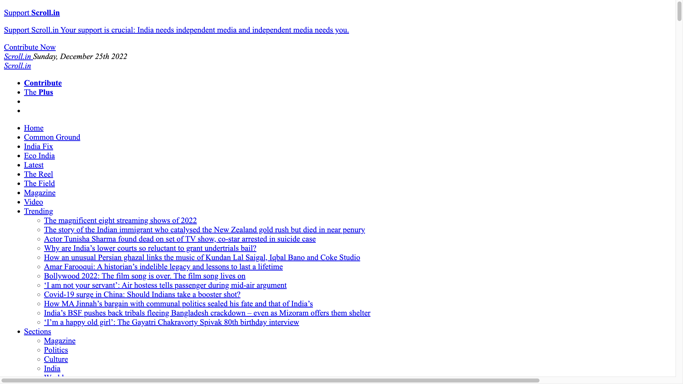 Support Scroll.in
Support Scroll.in Your support is crucial: India needs independent media and independent media needs you.
Contribute Now
Scroll.in Sunday, December 25th 2022
Scroll.in
Contribute
The Plus
Home
Common Ground
India Fix
Eco India
Latest
The Reel
The Field
Magazine
Video
Trending
The magnificent eight streaming shows of 2022
The story of the Indian immigrant who catalysed the New Zealand gold rush but died in near penury
Actor Tunisha Sharma found dead on set of TV show, co-star arrested in suicide case
Why are India’s lower courts so reluctant to grant undertrials bail?
How an unusual Persian ghazal links the music of Kundan Lal Saigal, Iqbal Bano and Coke Studio
Amar Farooqui: A historian’s indelible legacy and lessons to last a lifetime
Bollywood 2022: The film song is over. The film song lives on
‘I am not your servant’: Air hostess tells passenger during mid-air argument
Covid-19 surge in China: Should Indians take a booster shot?
How MA Jinnah’s bargain with communal politics sealed his fate and that of India’s
India’s BSF pushes back tribals fleeing Bangladesh crackdown – even as Mizoram offers them shelter
‘I’m a happy old girl’: The Gayatri Chakravorty Spivak 80th birthday interview
Sections
Magazine
Politics
Culture
India